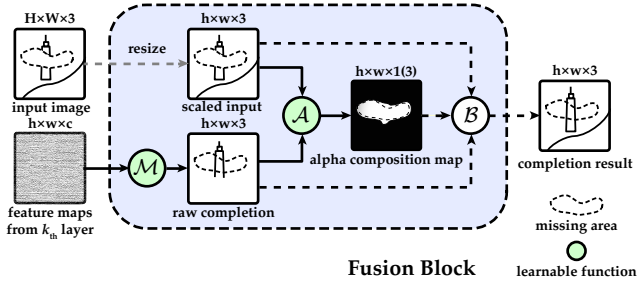 H×W×3
resize
input image
h×w×c
feature maps
from kth layer
h×w×3
scaled input
h×w×3
raw completion
M
A
h×w×1(3)
alpha composition map
B
h×w×3
completion result
missing area
learnable function
Fusion Block